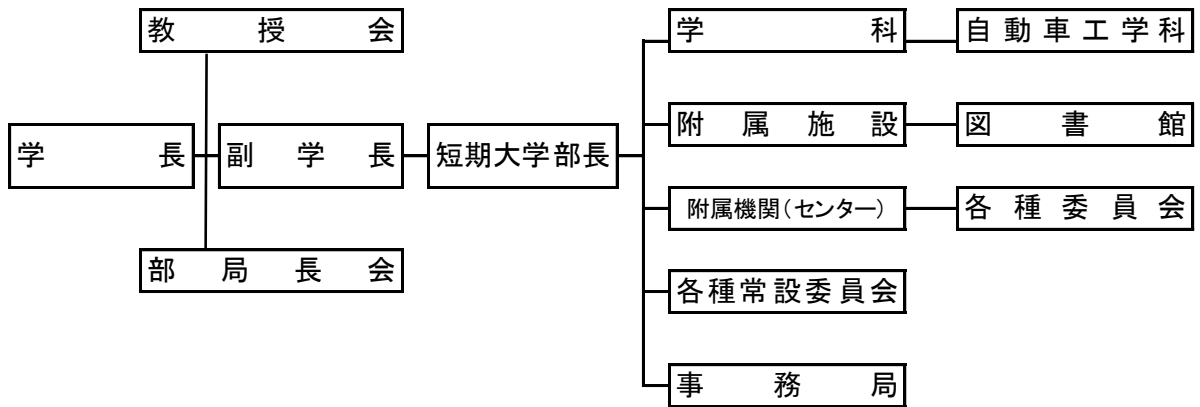 教授会
学科
自動車工学科
附属施設
図書館
学長
副学長
短期大学部長
附属機関(センター)
各種委員会
部局長会
各種常設委員会
事務局